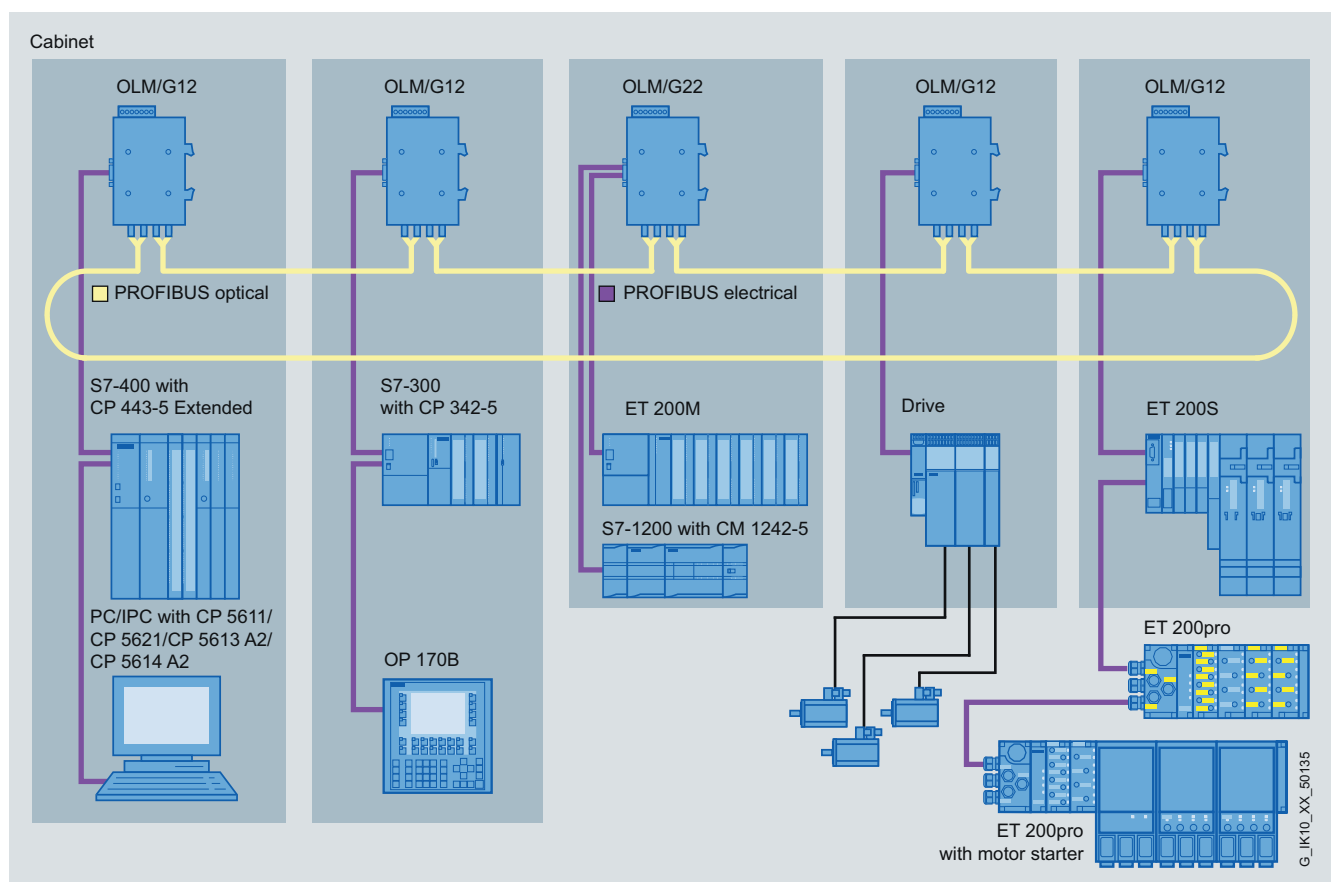 Cabinet
OLM/G12
OLM/G12
OLM/G22
OLM/G12
OLM/G12
PROFIBUS optical
PROFIBUS electrical
S7-400 with
CP 443-5 Extended
S7-300
with CP 342-5
ET 200M
Drive
ET 200S
S7-1200 with CM 1242-5
PC/IPC with CP 5611/
CP 5621/CP 5613 A2/
CP 5614 A2
OP 170B
ET 200pro
ET 200pro
with motor starter
G_IK10_XX_50135